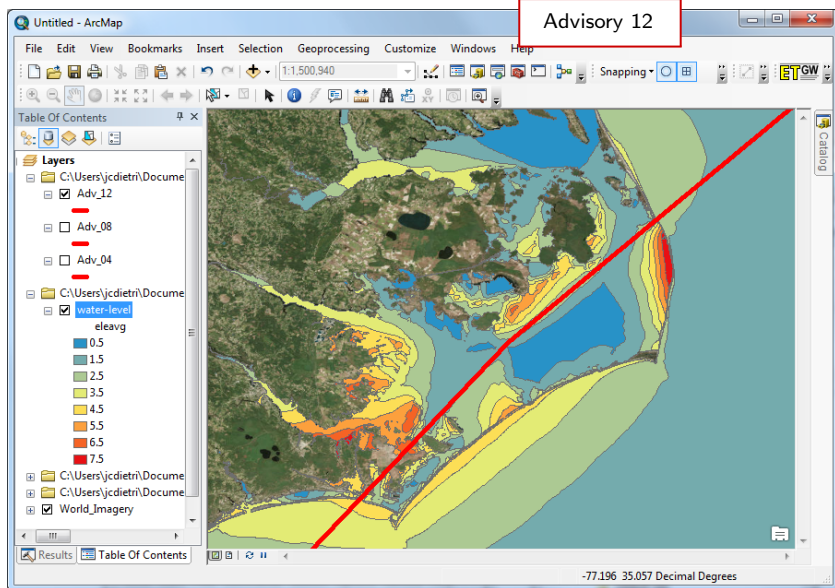 Untitled - ArcMap
Advisory 12
File Edit View Bookmarks Insert Selection Geoprocessing Customize Windows Help
1:1,500,940
Snapping
ET GW
Table Of Contents
Catalog
Layers
C:\Users\jcdietri\Docume
Adv_12
Adv_08
Adv_04
C:\Users\jcdietri\Docume
water-level
eleavg
0.5
1.5
2.5
3.5
4.5
5.5
6.5
7.5
C:\Users\jcdietri\Docume
C:\Users\jcdietri\Docume
World_Imagery
Results Table Of Contents
-77.196 35.057 Decimal Degrees